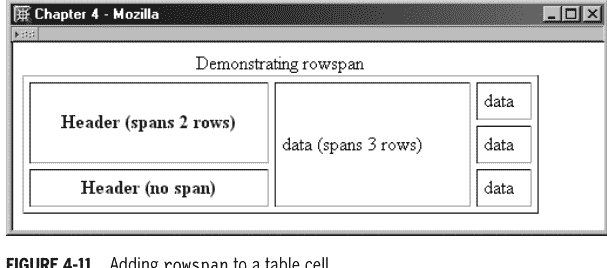 Chapter 4 - Mozilla
Demonstrating rowspan
Header (spans 2 rows)
data (spans 3 rows)
data
data
Header (no span)
data
FIGURE 4-11 Adding rowspan to a table cell